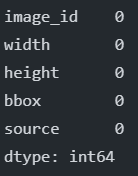 image_id    0
width       0
height      0
bbox        0
source      0
dtype: int64